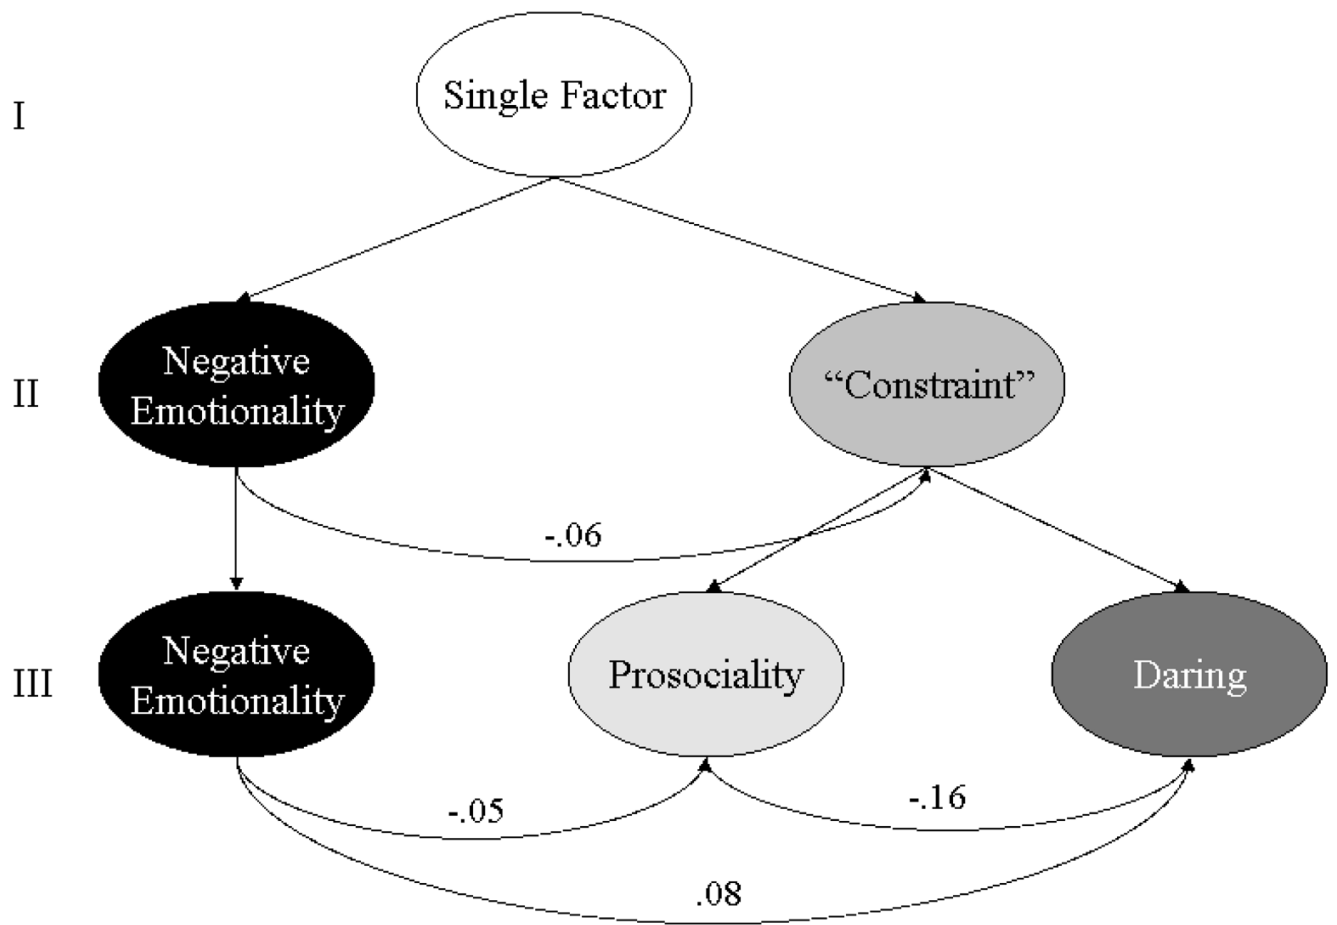 I
Single Factor
II
Negative
Emotionality
“Constraint”
-.06
III
Negative
Emotionality
Prosociality
Daring
-.05
-.16
.08